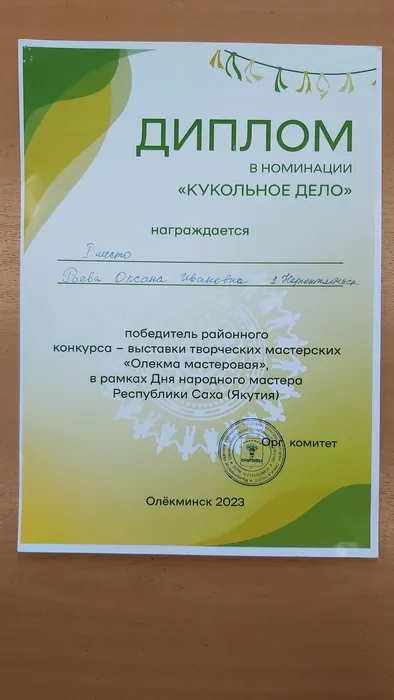 ДИПЛОМ
В НОМИНАЦИИ
«КУКОЛЬНОЕ ДЕЛО»
награждается
I место
Оксана Ивановна
победитель районного
конкурса – выставки творческих мастерских
«Олекма мастеровая»,
в рамках Дня народного мастера
Республики Саха (Якутия)
Орг. комитет
Олёкминск 2023